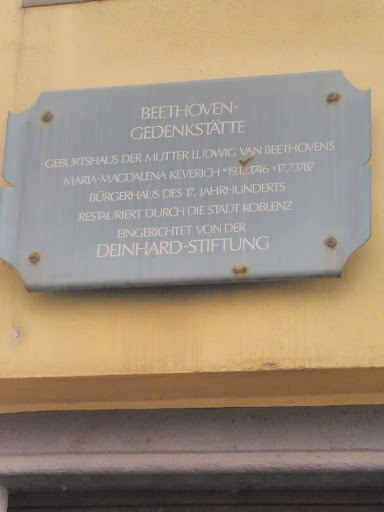 BEETHOVEN-
GEDENKSTÄTTE
GEBURTSHAUS DER MUTTER LUDWIG VAN BEETHOVENS
MARIA-MAGDALENA KEVERICH *19.12.1746 +17.7.1787
BÜRGERHAUS DES 17. JAHRHUNDERTS
RESTAURIERT DURCH DIE STADT KOBLENZ
EINGERICHTET VON DER
DEINHARD-STIFTUNG